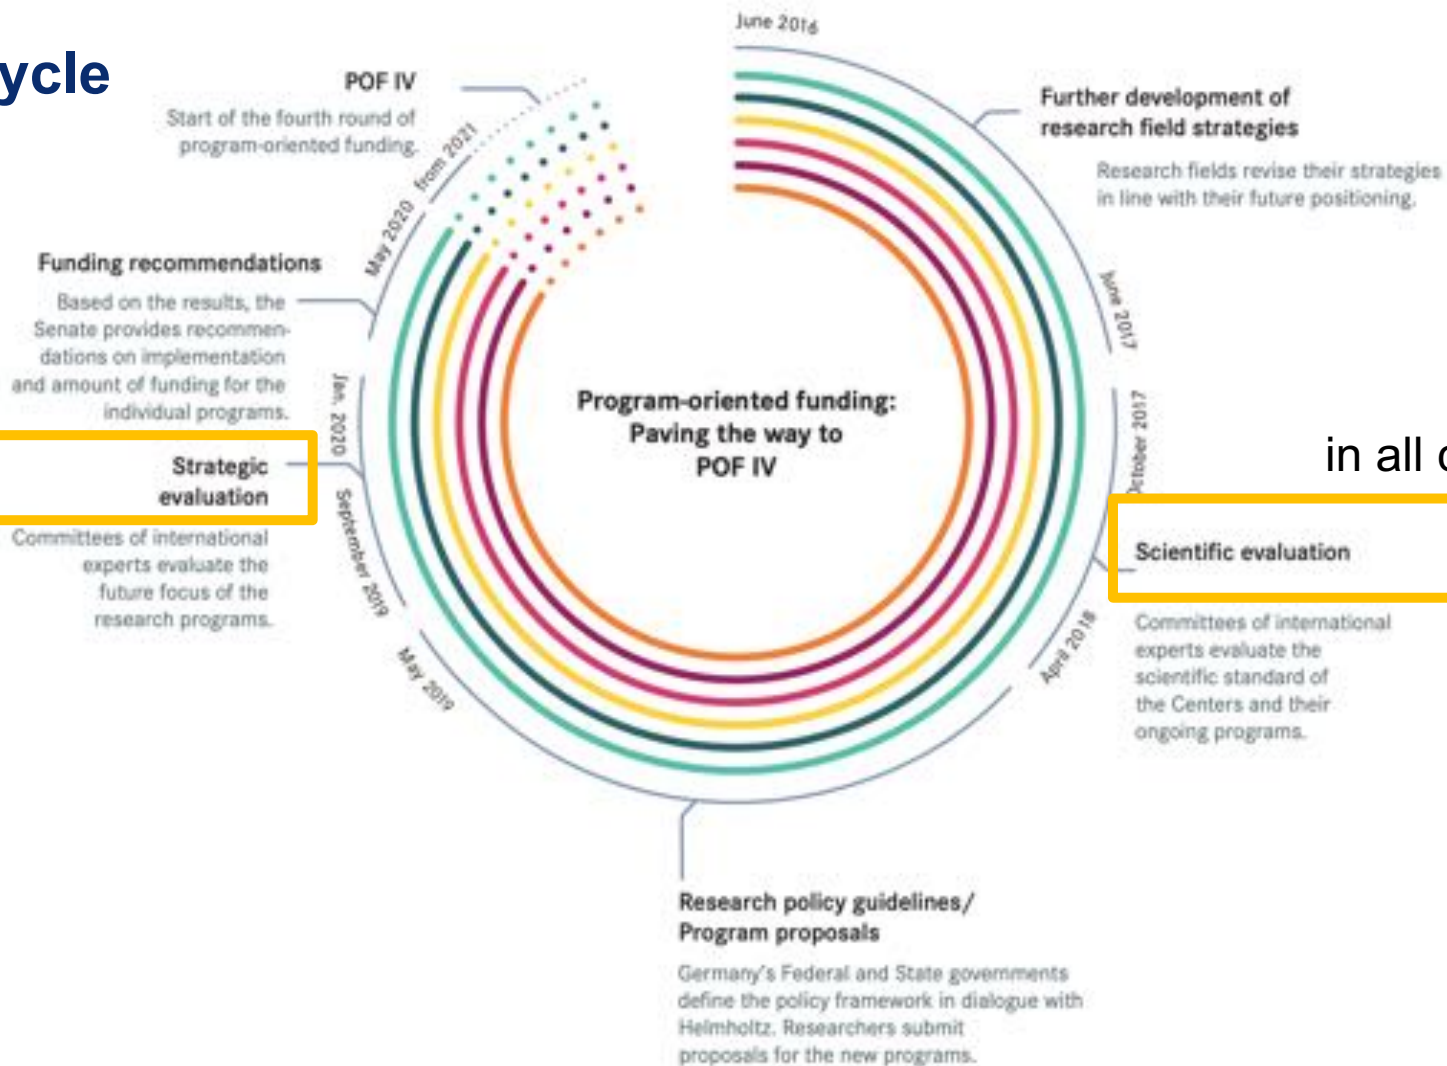 ycle
June 2016
POF IV
Start of the fourth round of
program-oriented funding.
from 2021
May 2020
Further development of
research field strategies
Research fields revise their strategies
in line with their future positioning.
June 2017
Funding recommendations
Based on the results, the
Senate provides recommen-
dations on implementation
and amount of funding for the
individual programs.
Jan. 2020
Program-oriented funding:
Paving the way to
POF IV
October 2017
in all
Strategic
evaluation
Committees of international
experts evaluate the
future focus of the
research programs.
September 2019
Scientific evaluation
Committees of international
experts evaluate the
scientific standard of
the Centers and their
ongoing programs.
April 2018
May 2019
Research policy guidelines/
Program proposals
Germany's Federal and State governments
define the policy framework in dialogue with
Helmholtz. Researchers submit
proposals for the new programs.